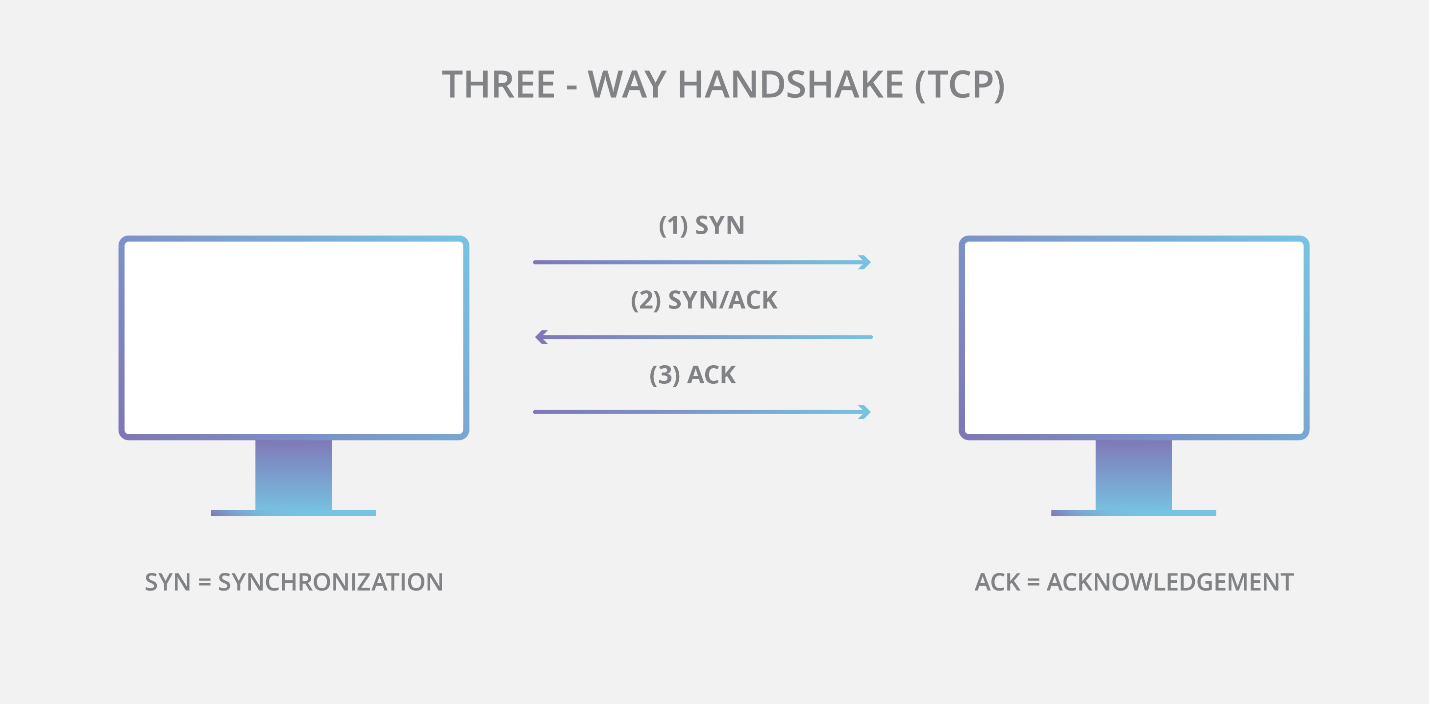 THREE - WAY HANDSHAKE (TCP)
(1) SYN
(2) SYN/ACK
(3) ACK
SYN = SYNCHRONIZATION
ACK = ACKNOWLEDGEMENT